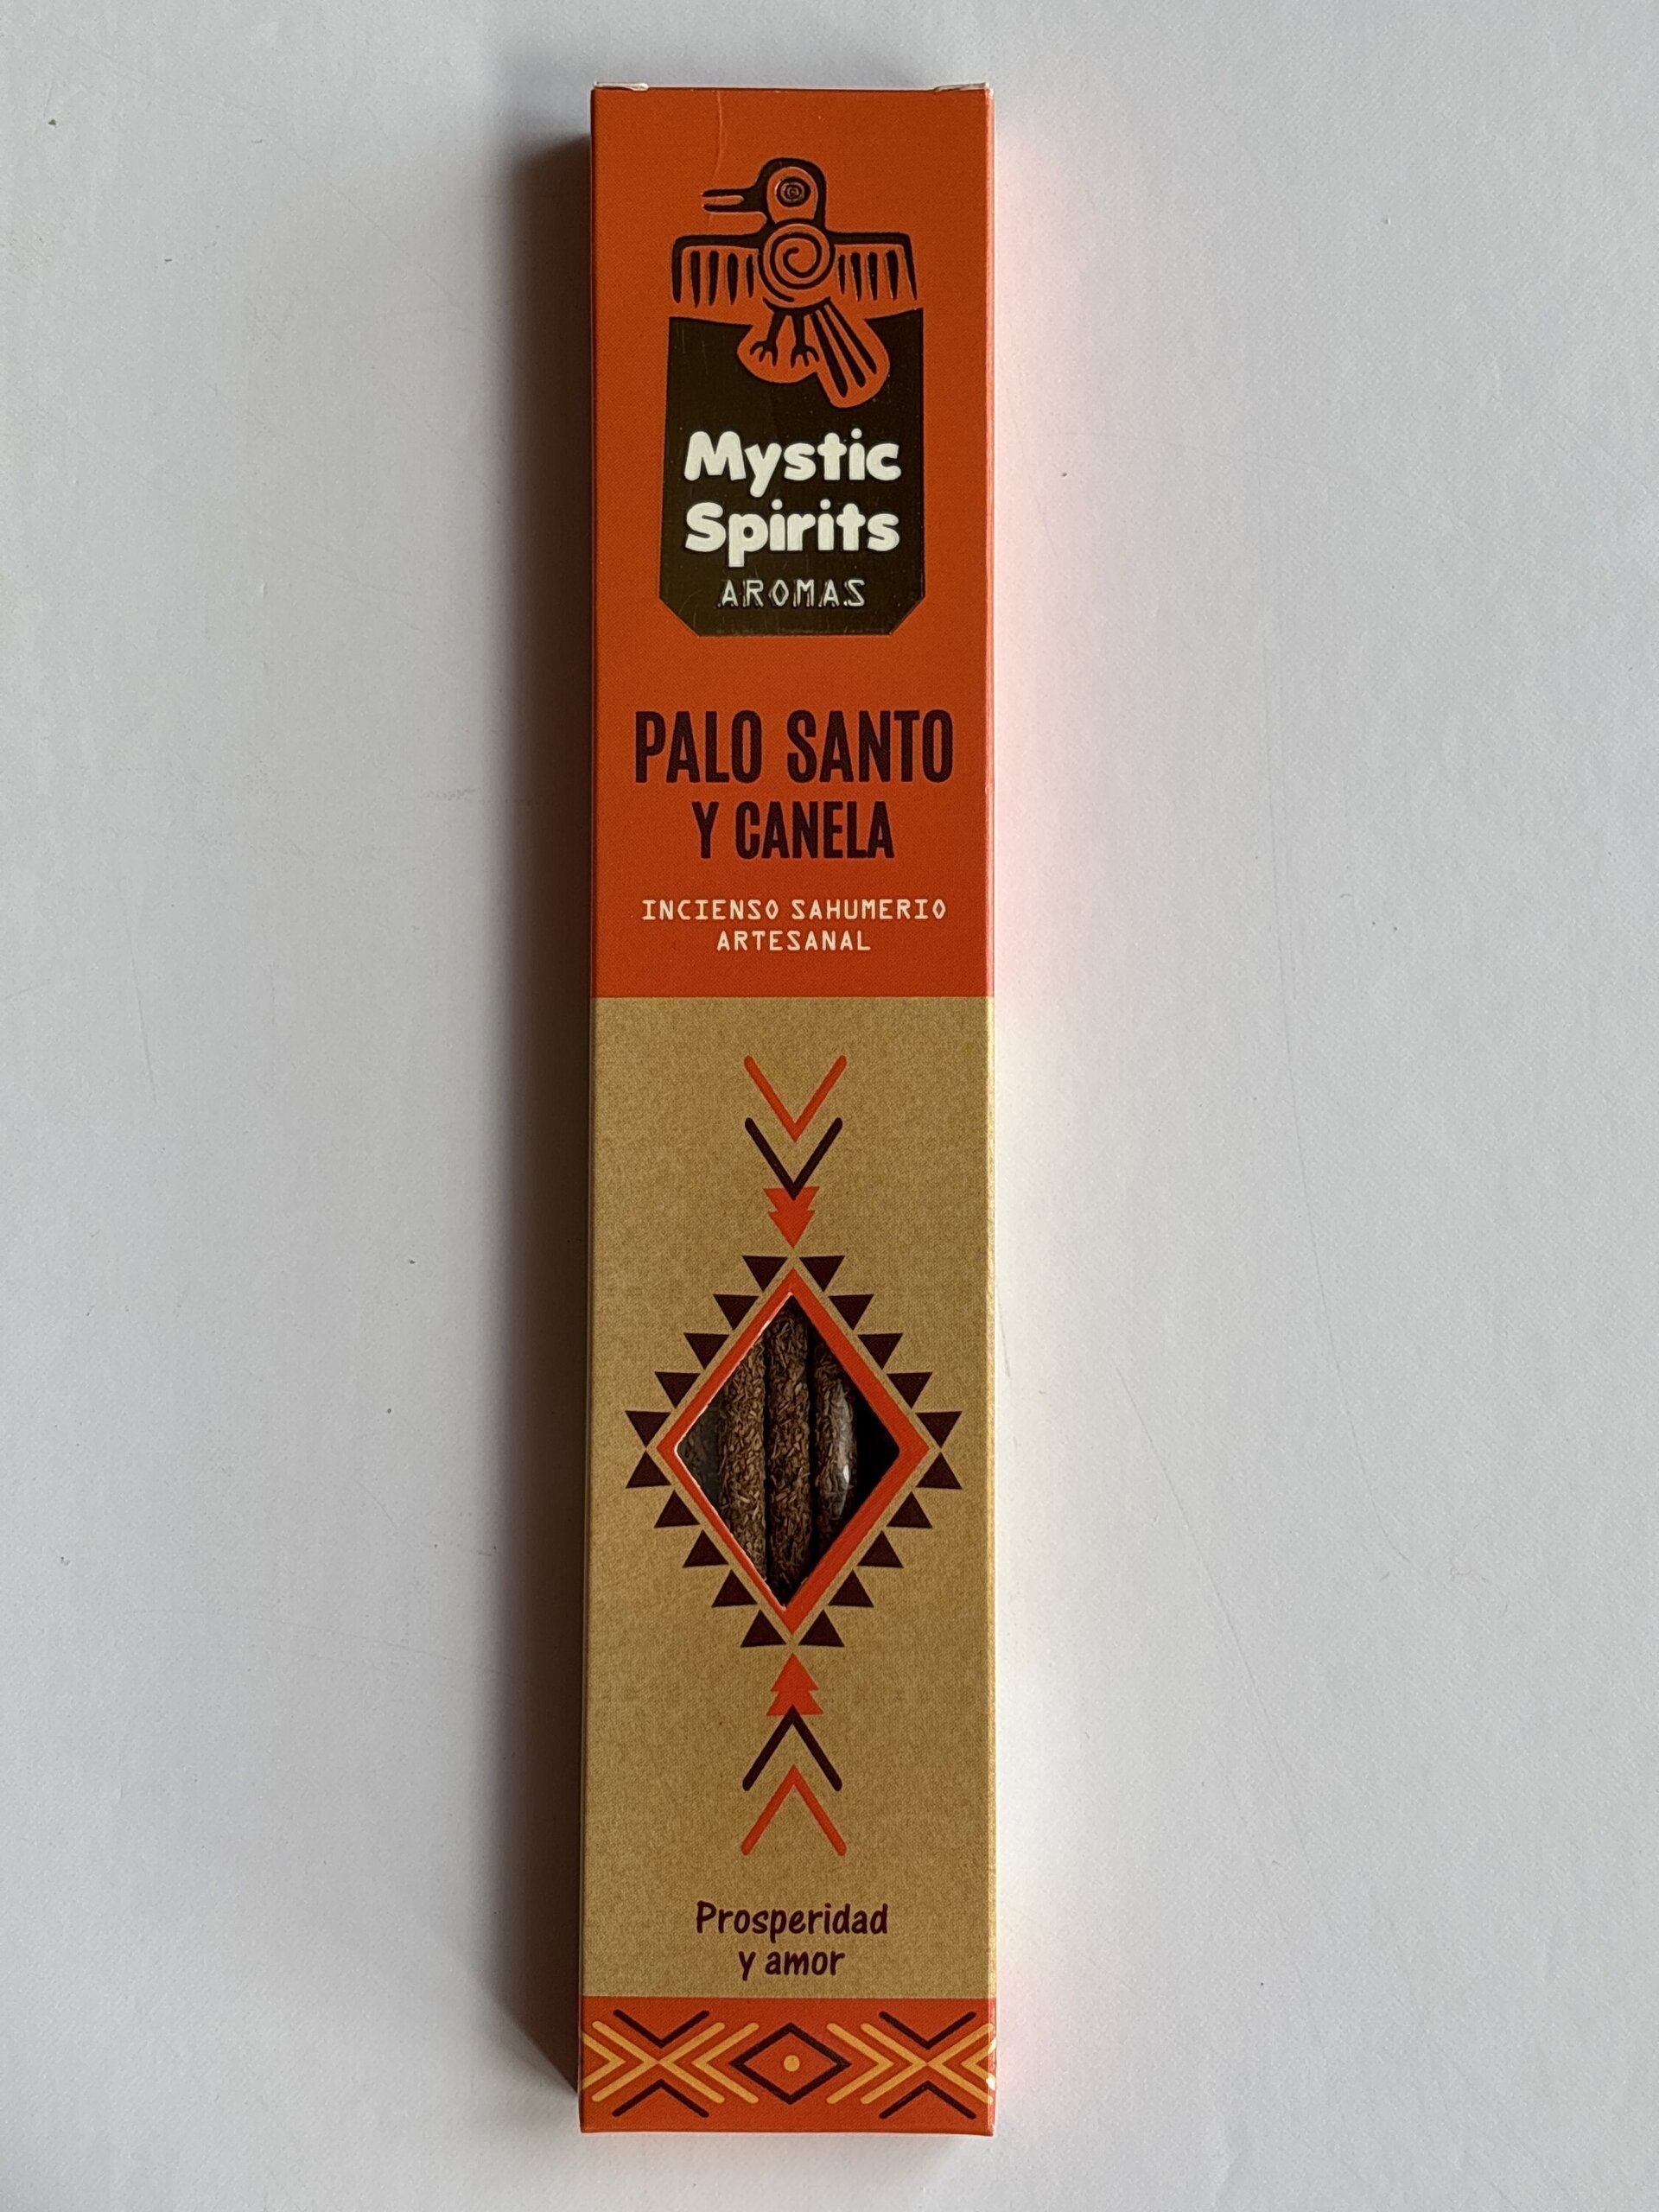 Mystic
Spirits
AROMAS
PALO SANTO
Y CANELA
INCIENSO SAHUMERIO
ARTESANAL
Prosperidad
y amor